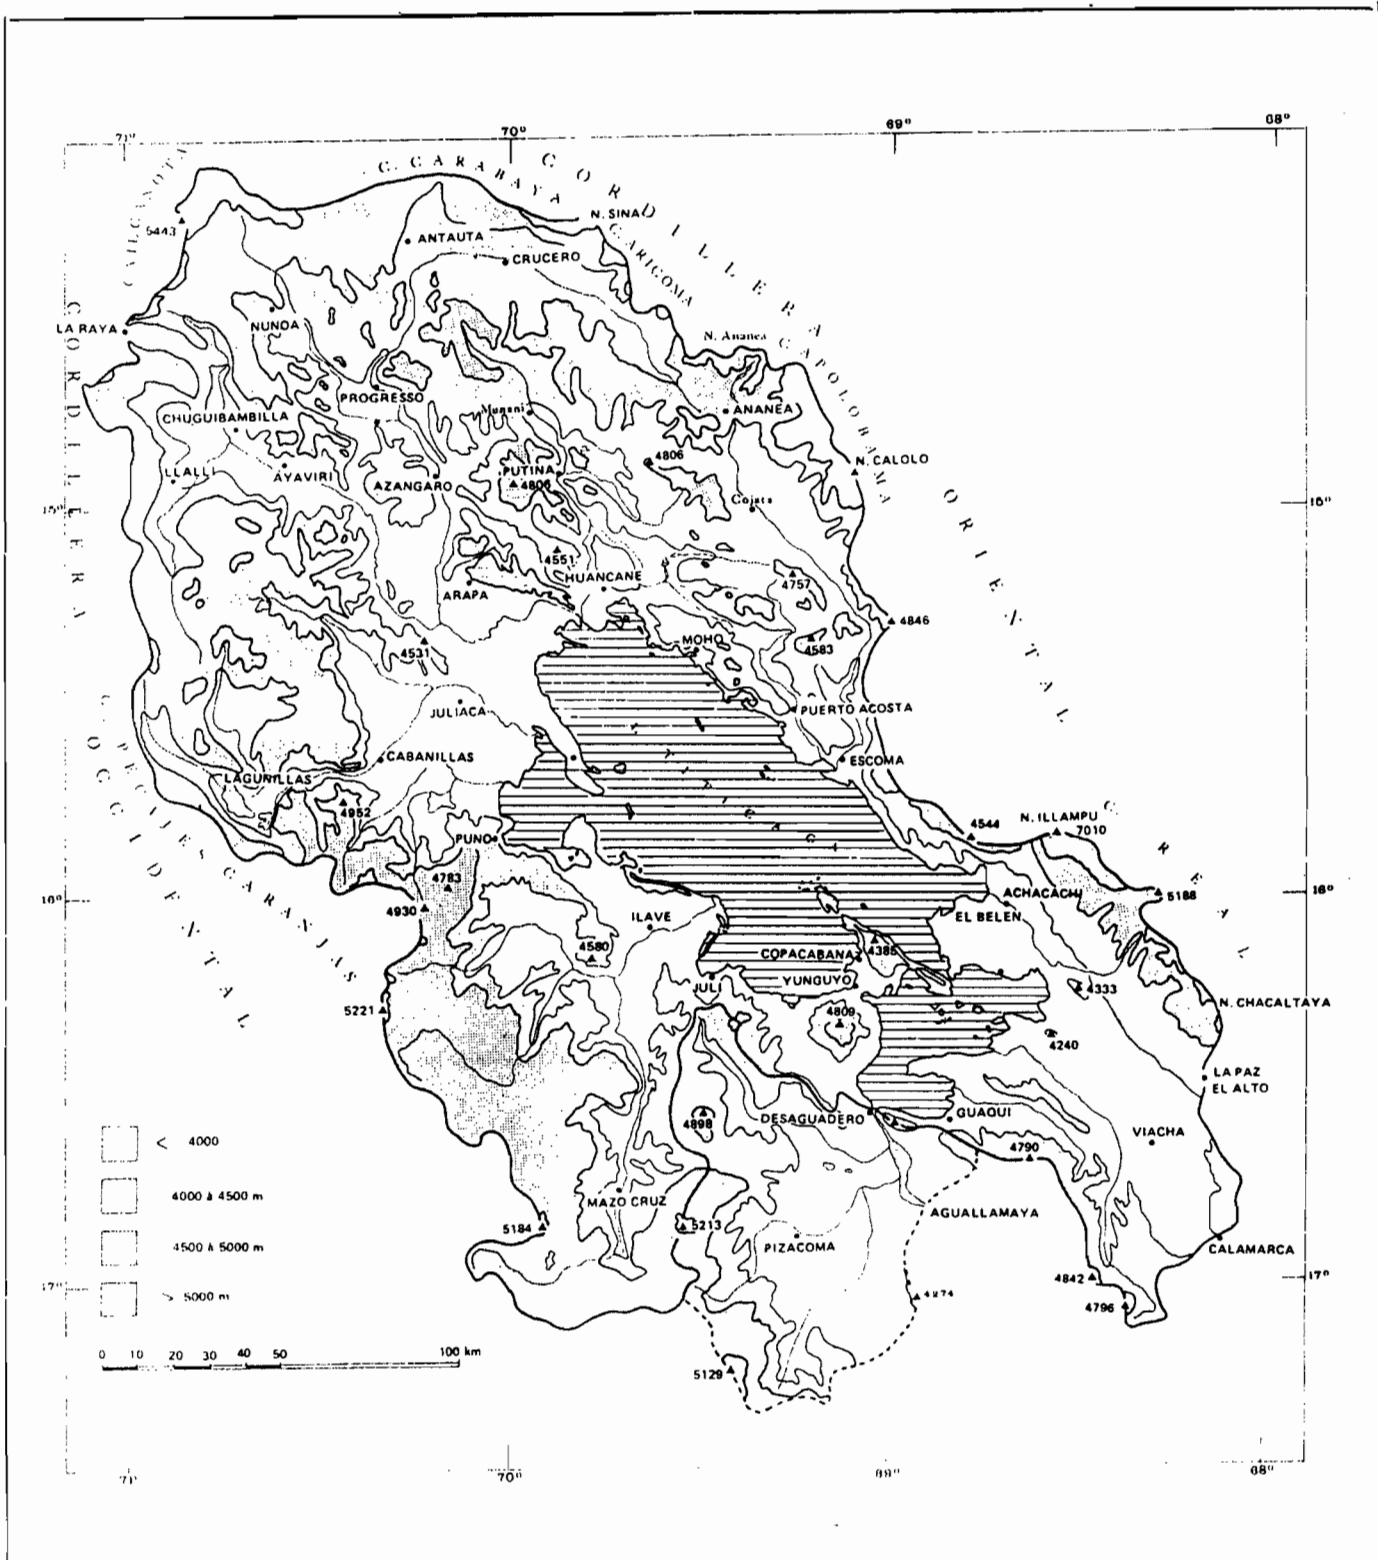 71° 70° 69° 68°
C. CARABAYA
CORDILLERA
ORIENTAL
C. VILCANOTA
5443
N. SINA
ANTAUTA
CRUCERO
CARICOMA
CORDILLERA
OCCIDENTAL
LA RAYA
NUNOA
N. Ananea
C. APOLOBAMA
PROGRESSO
CHUGUIBAMBILLA
Munani
ANANEA
LLALLI
AYAVIRI
AZANGARO
PUTINA
4806
4806
N. CALOLO
Cojata
15° 15°
4551
HUANCANE
4757
ARAPA
4846
4531
MOHO
4583
JULIACA
PUERTO ACOSTA
CABANILLAS
ESCOMA
LAGUNILLAS
4952
PUNO
4544
N. ILLAMPU
7010
C. REAL
4783
4930
ACHACACHI
5188
EL BELEN
16° 16°
ILAVE
4580
COPACABANA
4385
YUNGUYO
JULI
4333
5221
N. CHACALTAYA
4809
4240
LA PAZ
EL ALTO
4898
DESAGUADERO
GUAQUI
VIACHA
4790
< 4000
4000 à 4500 m
4500 à 5000 m
> 5000 m
MAZO CRUZ
5184
5213
AGUALLAMAYA
PIZACOMA
CALAMARCA
17° 17°
4842
4274
4796
0 10 20 30 40 50 100 km
5129
71° 70° 69° 68°